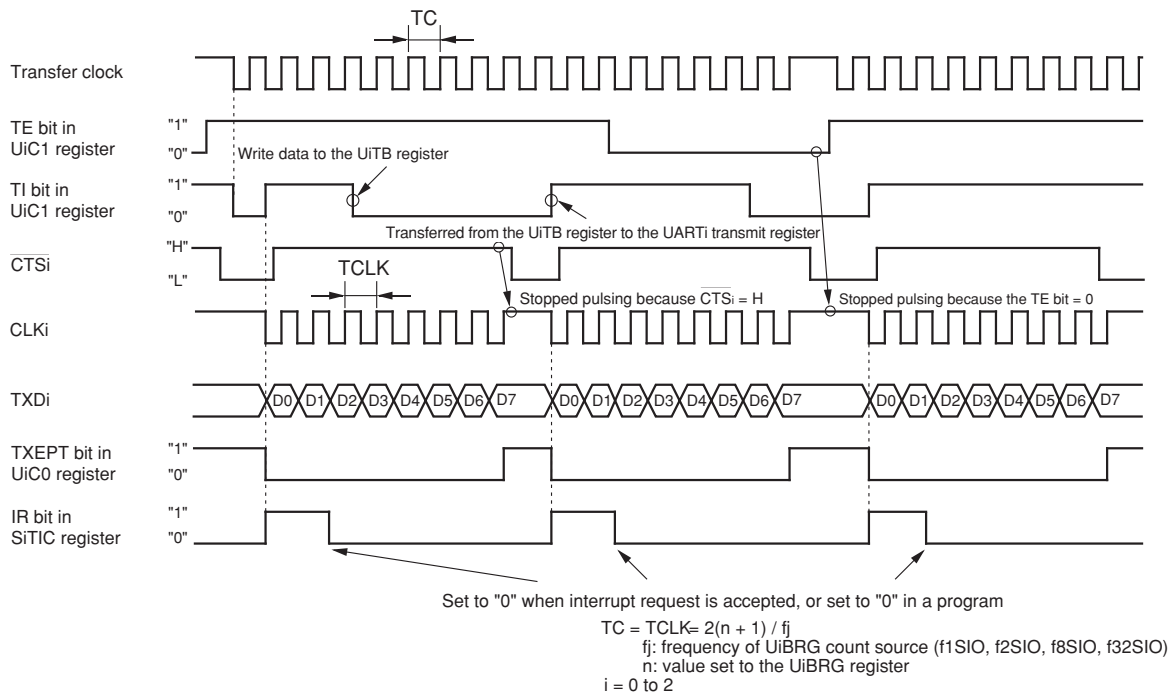 TC
Transfer clock
TE bit in
UiC1 register
"1"
"0"
Write data to the UiTB register
TI bit in
UiC1 register
"1"
"0"
Transferred from the UiTB register to the UARTi transmit register
CTSi
"H"
"L"
TCLK
Stopped pulsing because CTSi = H
Stopped pulsing because the TE bit = 0
CLKi
TXDi
D0 D1 D2 D3 D4 D5 D6 D7 D0 D1 D2 D3 D4 D5 D6 D7 D0 D1 D2 D3 D4 D5 D6 D7
TXEPT bit in
UiC0 register
"1"
"0"
IR bit in
SiTIC register
"1"
"0"
Set to "0" when interrupt request is accepted, or set to "0" in a program
TC = TCLK= 2(n + 1) / fj
fj: frequency of UiBRG count source (f1SIO, f2SIO, f8SIO, f32SIO)
n: value set to the UiBRG register
i = 0 to 2